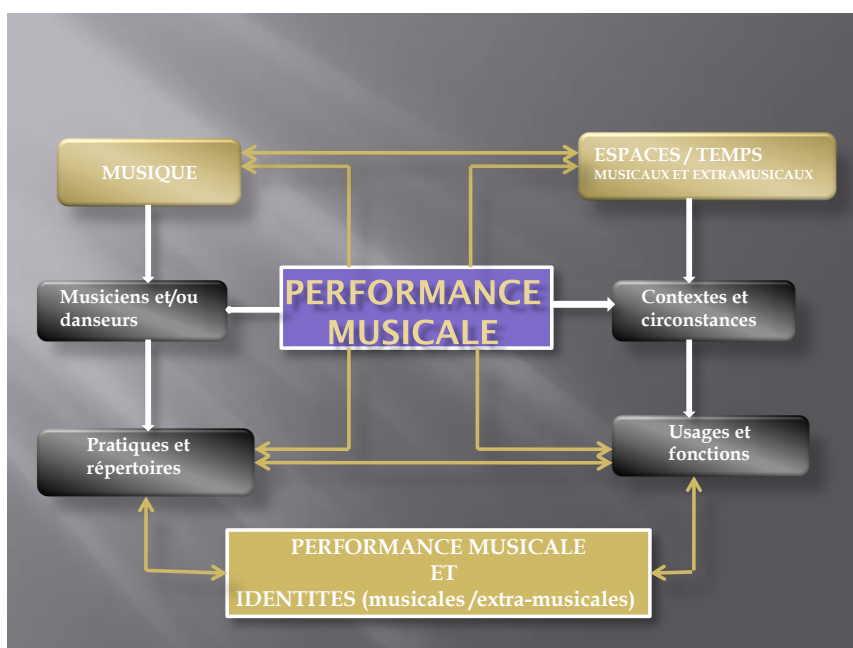 MUSIQUE
ESPACES / TEMPS
MUSICAUX ET EXTRAMUSICAUX
Musiciens et/ou
danseurs
PERFORMANCE
MUSICALE
Contextes et
circonstances
Pratiques et
répertoires
Usages et
fonctions
PERFORMANCE MUSICALE
ET
IDENTITES (musicales /extra-musicales)